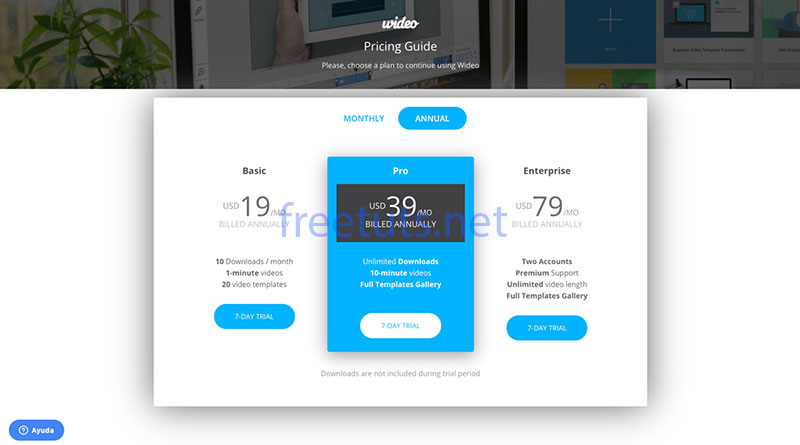 wideo
Pricing Guide
Please, choose a plan to continue using Wideo
MONTHLY
ANNUAL
Basic
USD 19 /MO
BILLED ANNUALLY
10 Downloads / month
1-minute videos
20 video templates
7-DAY TRIAL
Pro
USD 39 /MO
BILLED ANNUALLY
Unlimited Downloads
10-minute videos
Full Templates Gallery
7-DAY TRIAL
Enterprise
USD 79 /MO
BILLED ANNUALLY
Two Accounts
Premium Support
Unlimited video length
Full Templates Gallery
7-DAY TRIAL
freetuts.net
Downloads are not included during trial period
Ayuda